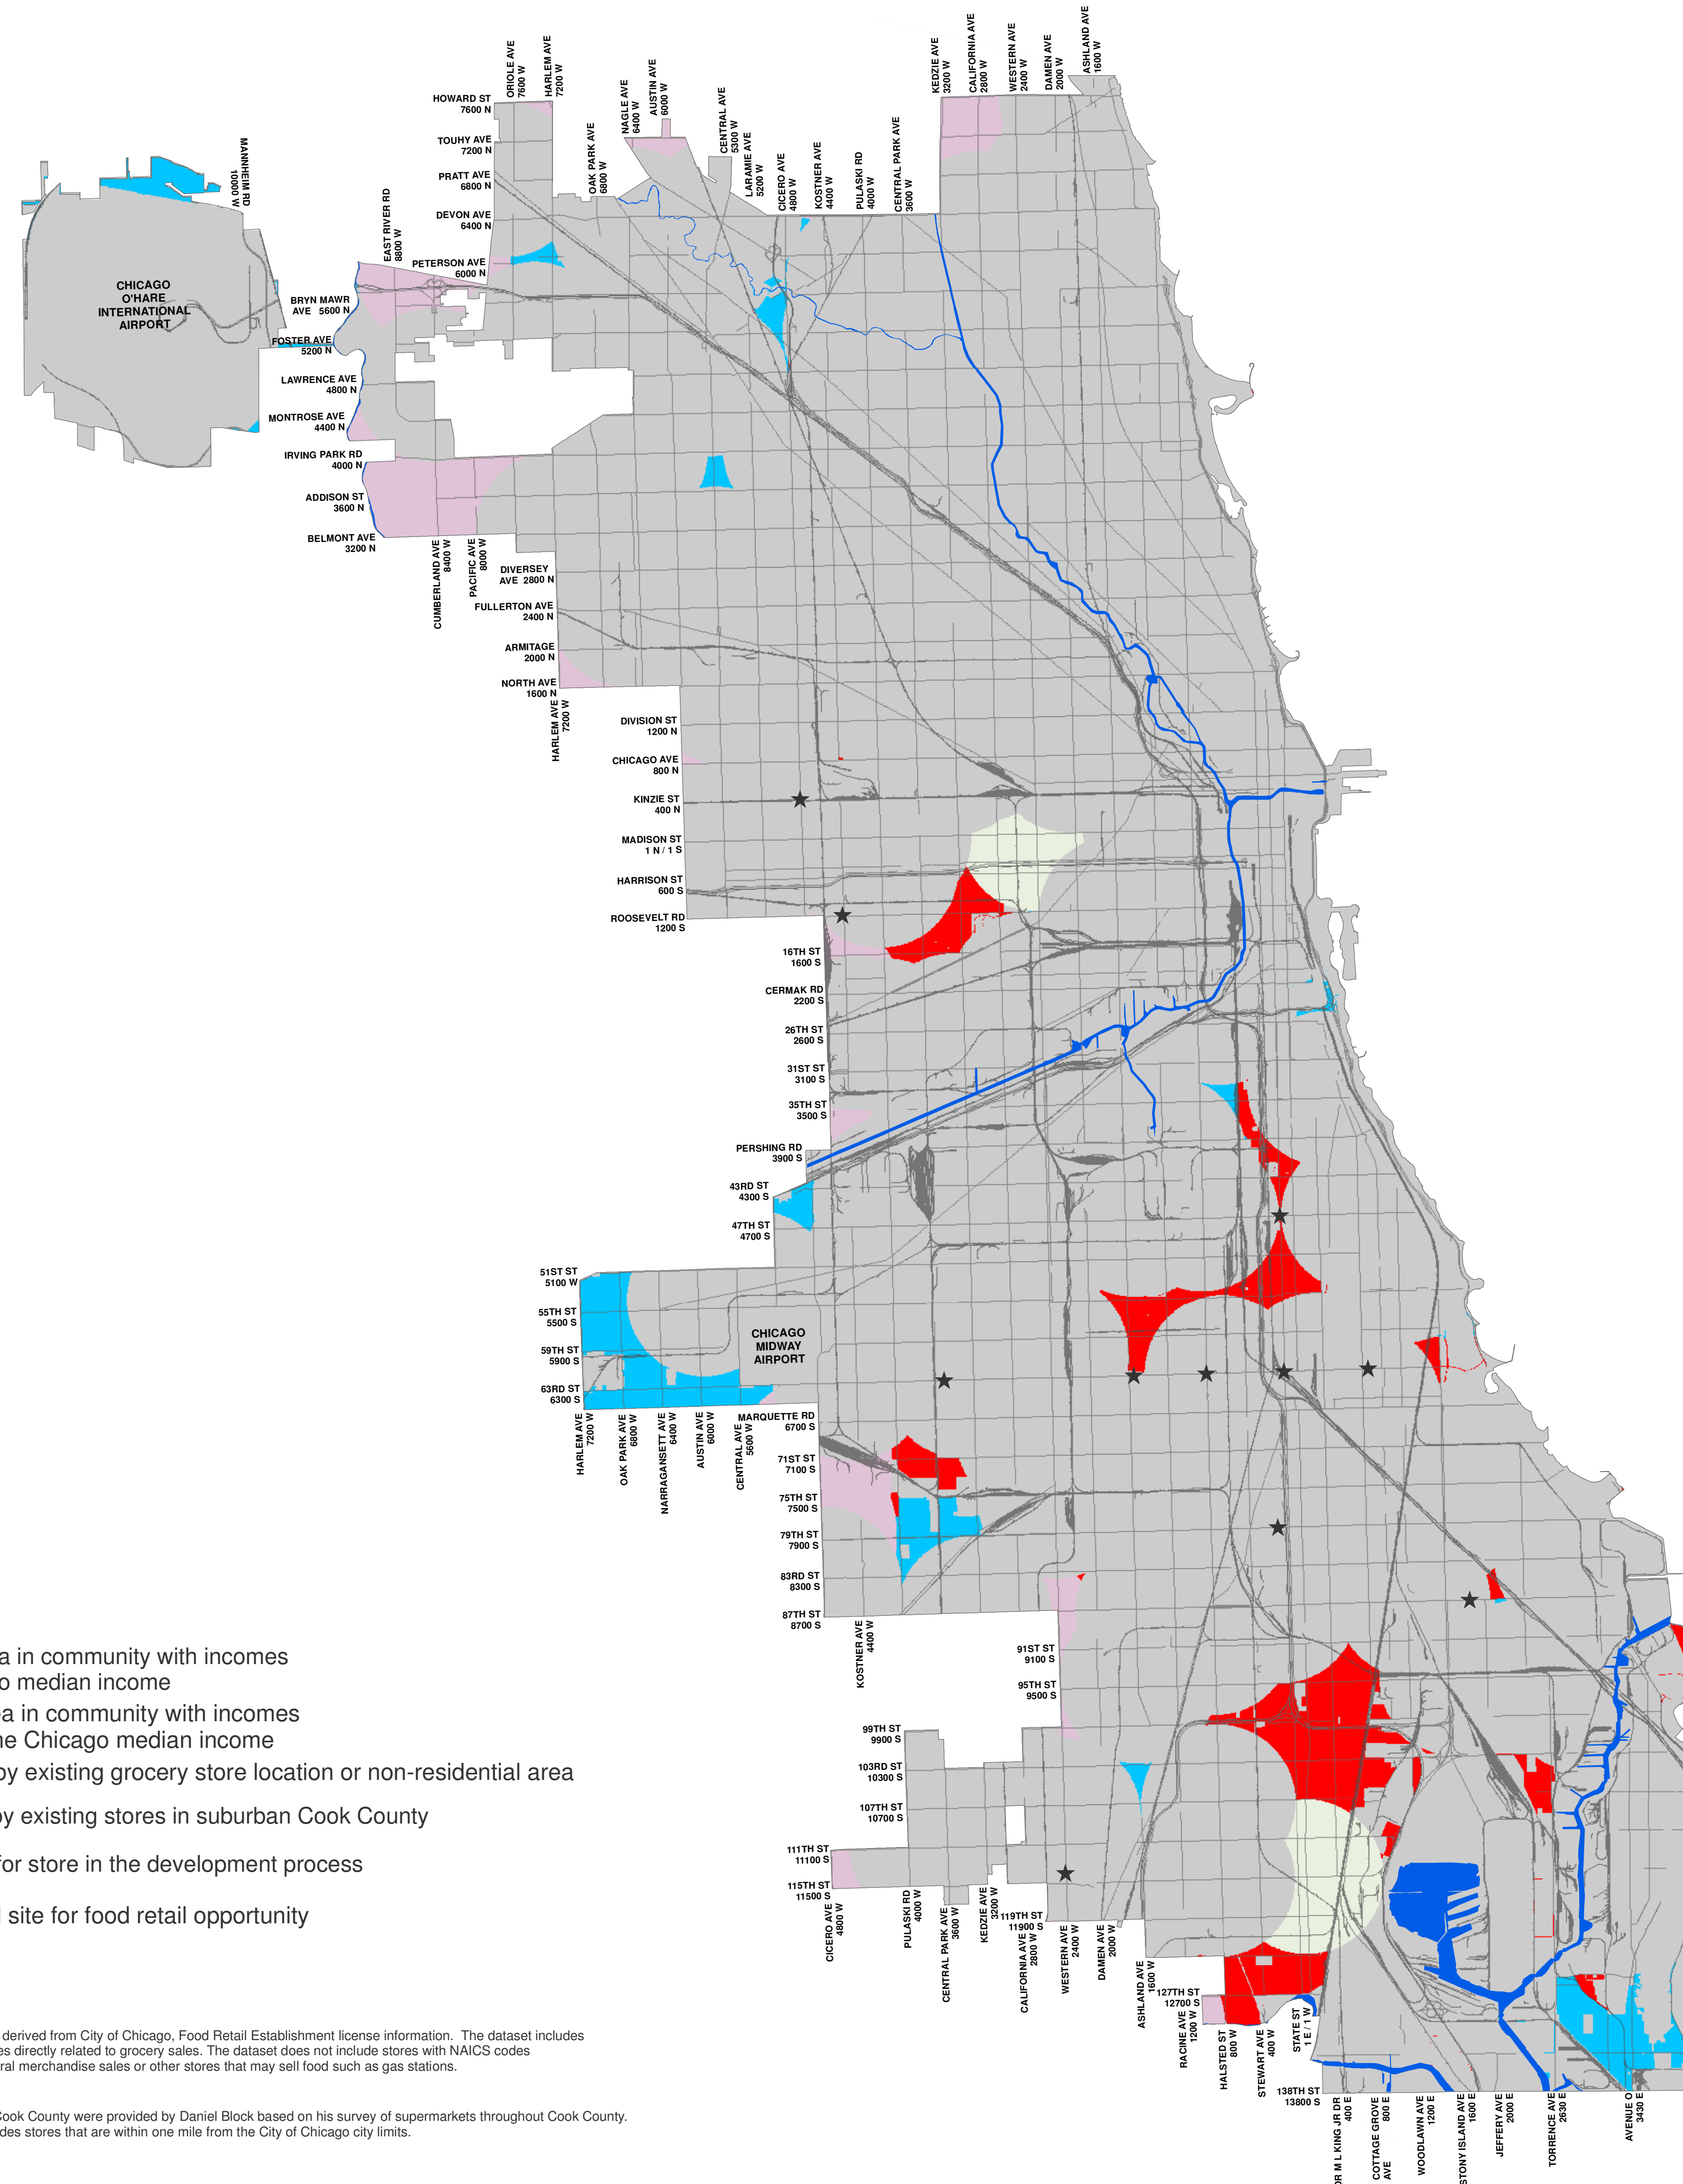 ORIOLE AVE
7600 W
HARLEM AVE
7200 W
NAGLE AVE
6400 W
AUSTIN AVE
6000 W
CENTRAL AVE
5300 W
KEDZIE AVE
3200 W
CALIFORNIA AVE
2800 W
WESTERN AVE
2400 W
DAMEN AVE
2000 W
ASHLAND AVE
1600 W
HOWARD ST
7600 N
TOUHY AVE
7200 N
PRATT AVE
6800 N
DEVON AVE
6400 N
OAK PARK AVE
6800 W
LARAMIE AVE
5200 W
CICERO AVE
4800 W
KOSTNER AVE
4400 W
PULASKI RD
4000 W
CENTRAL PARK AVE
3600 W
MANNHEIM RD
10000 W
EAST RIVER RD
8800 W
PETERSON AVE
6000 N
CHICAGO
O'HARE
INTERNATIONAL
AIRPORT
BRYN MAWR
AVE 5600 N
FOSTER AVE
5200 N
LAWRENCE AVE
4800 N
MONTROSE AVE
4400 N
IRVING PARK RD
4000 N
ADDISON ST
3600 N
BELMONT AVE
3200 N
CUMBERLAND AVE
8400 W
PACIFIC AVE
8000 W
DIVERSEY
AVE 2800 N
FULLERTON AVE
2400 N
ARMITAGE
2000 N
NORTH AVE
1600 N
HARLEM AVE
7200 W
DIVISION ST
1200 N
CHICAGO AVE
800 N
KINZIE ST
400 N
MADISON ST
1 N / 1 S
HARRISON ST
600 S
ROOSEVELT RD
1200 S
16TH ST
1600 S
CERMAK RD
2200 S
26TH ST
2600 S
31ST ST
3100 S
35TH ST
3500 S
PERSHING RD
3900 S
43RD ST
4300 S
47TH ST
4700 S
51ST ST
5100 W
55TH ST
5500 S
59TH ST
5900 S
63RD ST
6300 S
CHICAGO
MIDWAY
AIRPORT
HARLEM AVE
7200 W
OAK PARK AVE
6800 W
NARRAGANSETT AVE
6400 W
AUSTIN AVE
6000 W
CENTRAL AVE
5600 W
MARQUETTE RD
6700 S
71ST ST
7100 S
75TH ST
7500 S
79TH ST
7900 S
83RD ST
8300 S
87TH ST
8700 S
KOSTNER AVE
4400 W
91ST ST
9100 S
95TH ST
9500 S
99TH ST
9900 S
103RD ST
10300 S
107TH ST
10700 S
111TH ST
11100 S
115TH ST
11500 S
CICERO AVE
4800 W
PULASKI RD
4000 W
CENTRAL PARK AVE
3600 W
KEDZIE AVE
3200 W
119TH ST
11900 S
CALIFORNIA AVE
2800 W
WESTERN AVE
2400 W
DAMEN AVE
2000 W
ASHLAND AVE
1600 W
127TH ST
12700 S
RACINE AVE
1200 W
HALSTED ST
800 W
STEWART AVE
400 W
STATE ST
1 E / 1 W
138TH ST
13800 S
DR M L KING JR DR
400 E
COTTAGE GROVE
AVE
800 E
WOODLAWN AVE
1200 E
STONY ISLAND AVE
1600 E
JEFFERY AVE
2000 E
TORRENCE AVE
2630 E
AVENUE O
3430 E
a in community with incomes
o median income
ea in community with incomes
he Chicago median income
by existing grocery store location or non-residential area
by existing stores in suburban Cook County
for store in the development process
l site for food retail opportunity
derived from City of Chicago, Food Retail Establishment license information. The dataset includes
es directly related to grocery sales. The dataset does not include stores with NAICS codes
ral merchandise sales or other stores that may sell food such as gas stations.
Cook County were provided by Daniel Block based on his survey of supermarkets throughout Cook County.
des stores that are within one mile from the City of Chicago city limits.